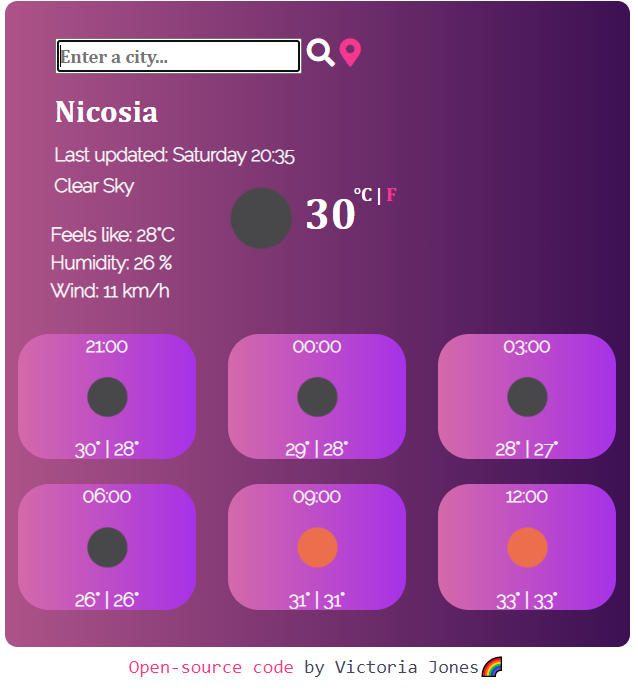 Enter a city...
Nicosia
Last updated: Saturday 20:35
Clear Sky
30°C | F
Feels like: 28°C
Humidity: 26 %
Wind: 11 km/h
21:00 00:00 03:00
30° | 28° 29° | 28° 28° | 27°
06:00 09:00 12:00
26° | 26° 31° | 31° 33° | 33°
Open-source code by Victoria Jones🌈